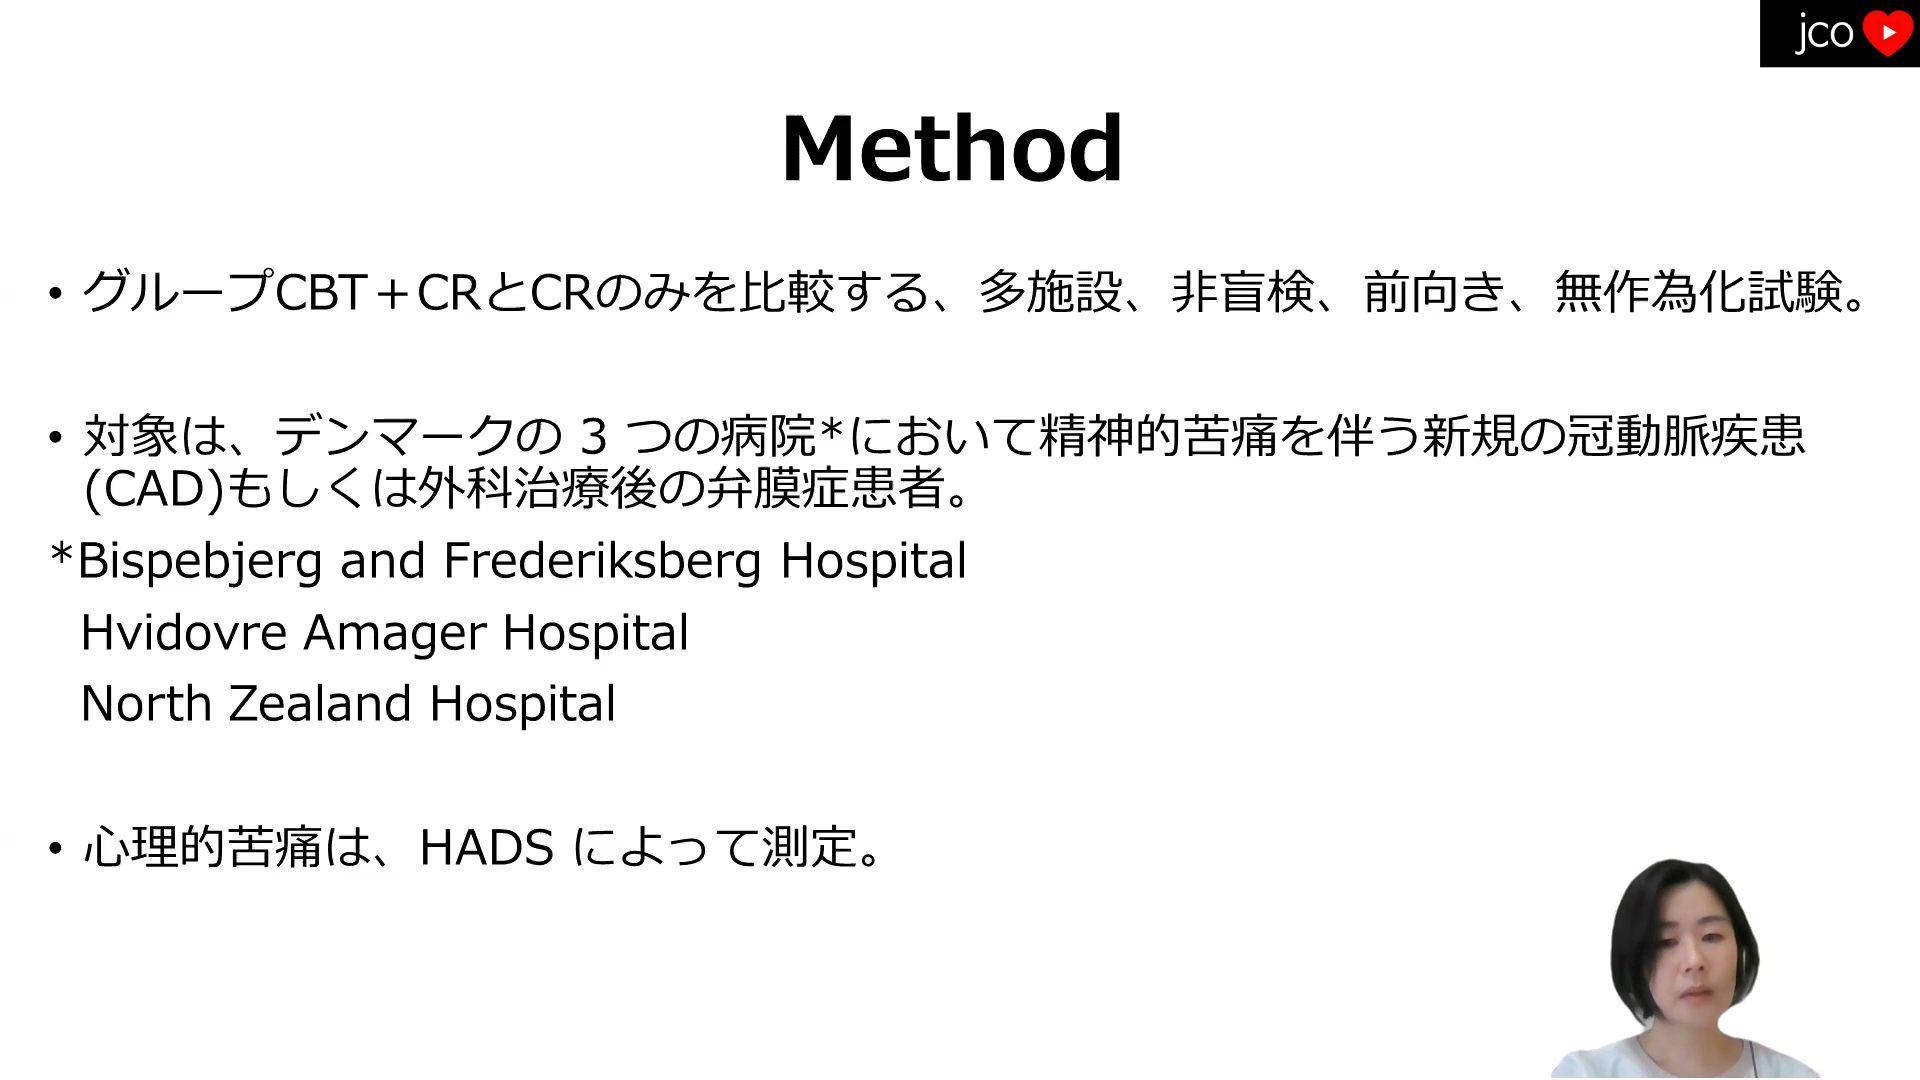 jco
Method
• グループCBT＋CRとCRのみを比較する、多施設、非盲検、前向き、無作為化試験。
• 対象は、デンマークの 3 つの病院*において精神的苦痛を伴う新規の冠動脈疾患
(CAD)もしくは外科治療後の弁膜症患者。
*Bispebjerg and Frederiksberg Hospital
Hvidovre Amager Hospital
North Zealand Hospital
• 心理的苦痛は、HADS によって測定。